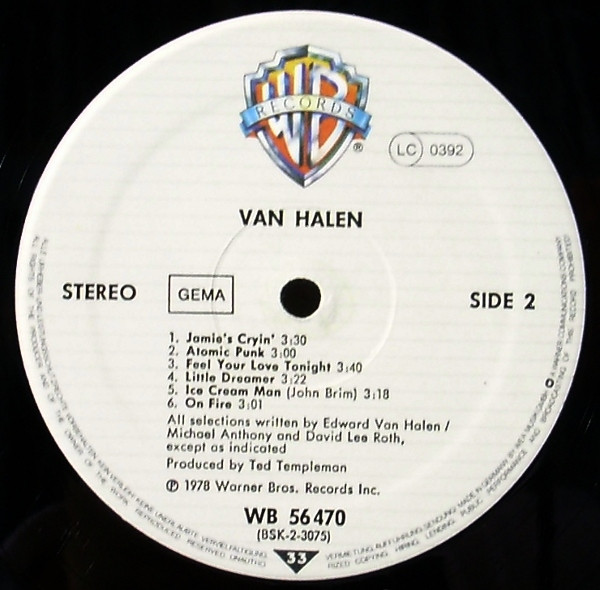 WB
RECORDS
®
LC 0392
VAN HALEN
STEREO
GEMA
SIDE 2
1. Jamie's Cryin' 3:30
2. Atomic Punk 3:00
3. Feel Your Love Tonight 3:40
4. Little Dreamer 3:22
5. Ice Cream Man (John Brim) 3:18
6. On Fire 3:01
All selections written by Edward Van Halen /
Michael Anthony and David Lee Roth,
except as indicated
Produced by Ted Templeman
℗ 1978 Warner Bros. Records Inc.
WB 56 470
(BSK-2-3075)
33